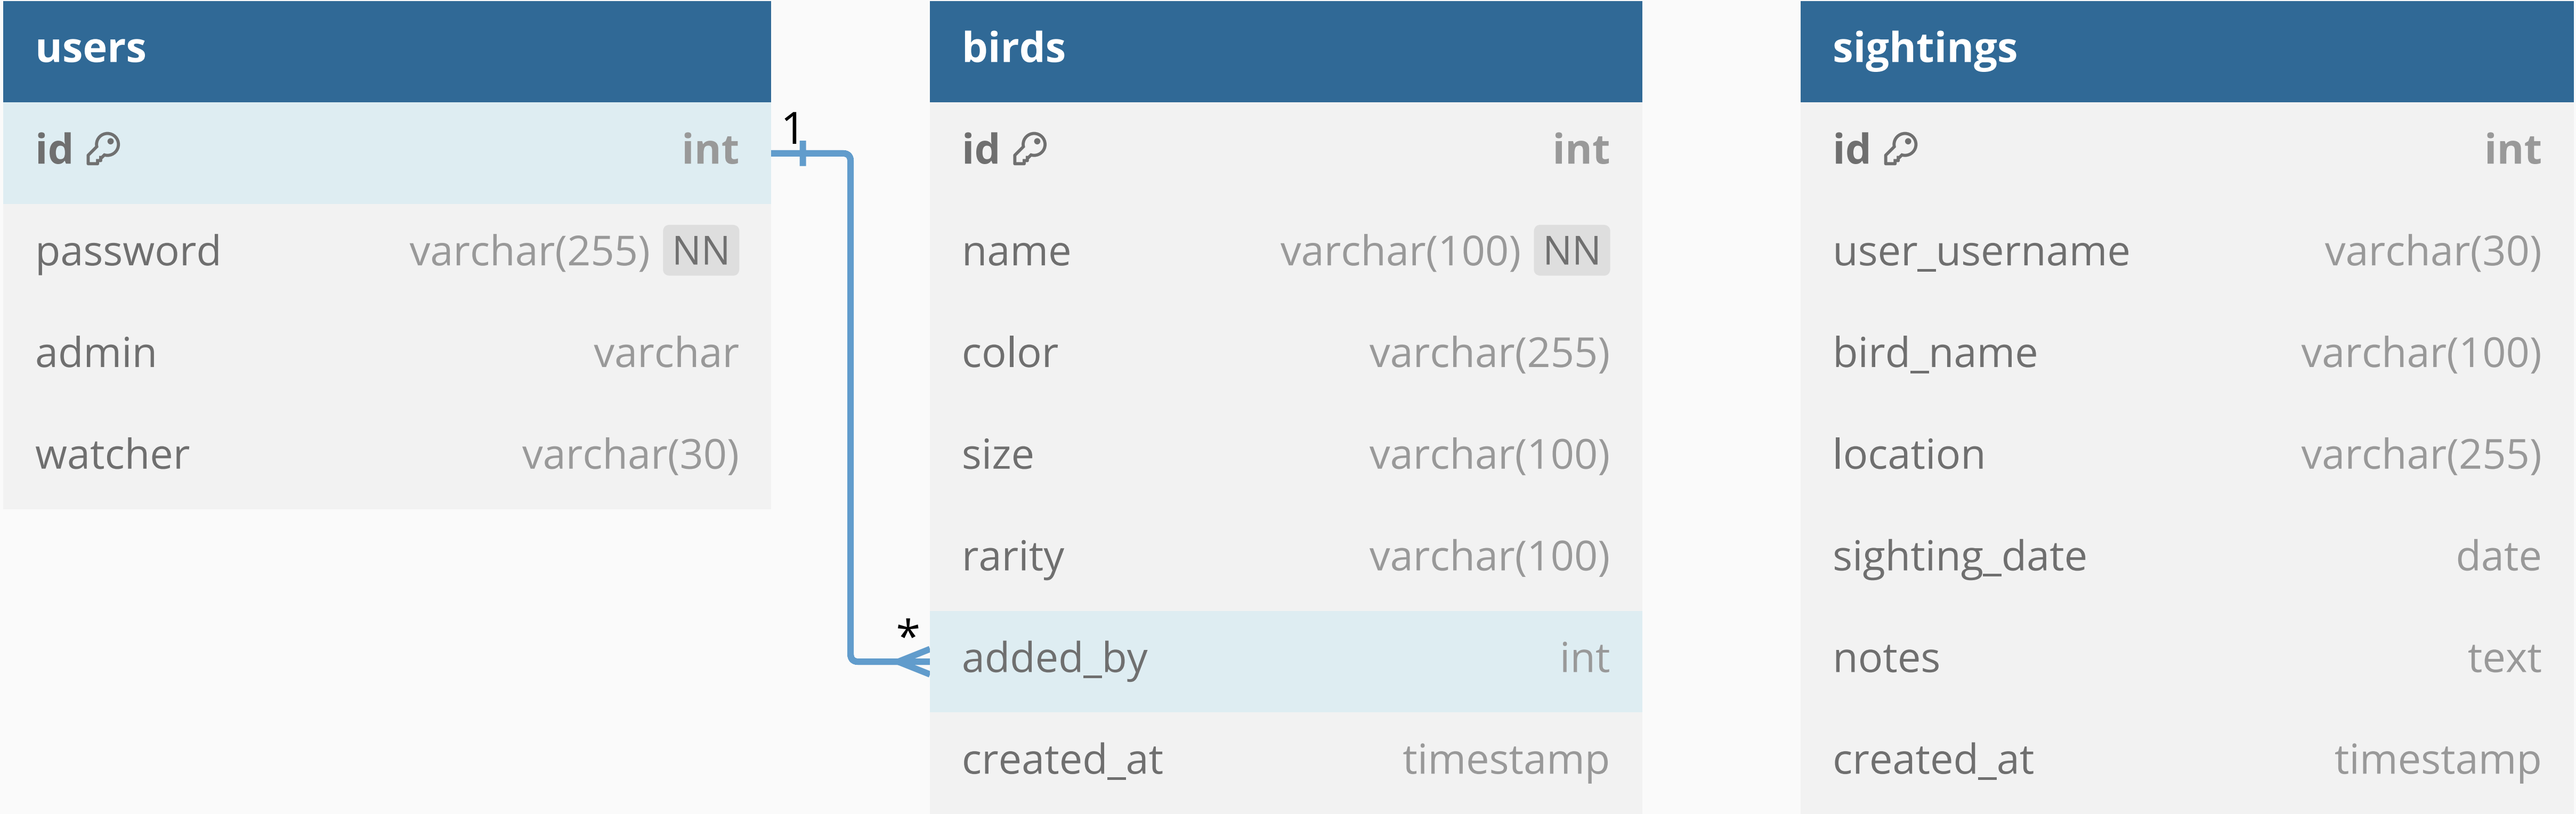 users
id int
password varchar(255) NN
admin varchar
watcher varchar(30)
1
*
birds
id int
name varchar(100) NN
color varchar(255)
size varchar(100)
rarity varchar(100)
added_by int
created_at timestamp
sightings
id int
user_username varchar(30)
bird_name varchar(100)
location varchar(255)
sighting_date date
notes text
created_at timestamp